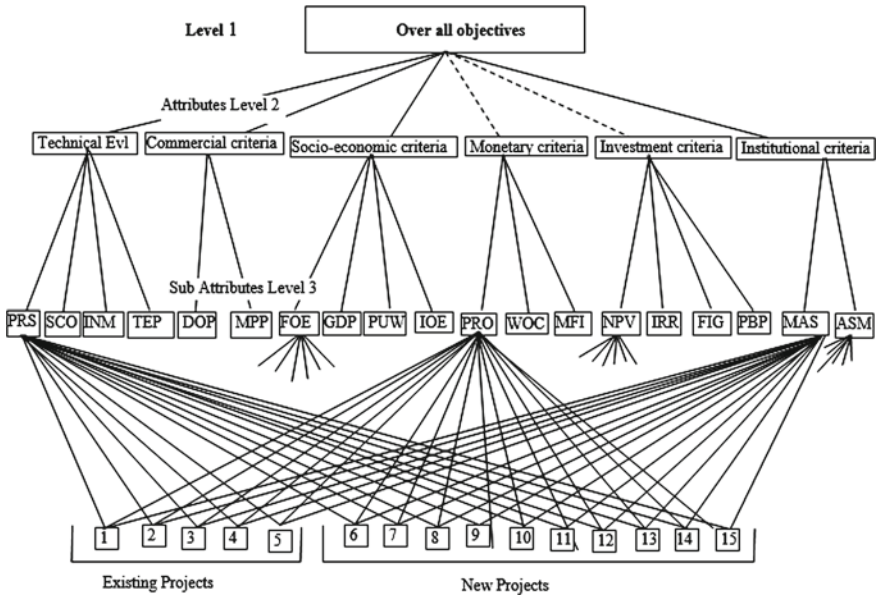 Level 1
Over all objectives
Attributes Level 2
Technical Evl Commercial criteria Socio-economic criteria Monetary criteria Investment criteria Institutional criteria
Sub Attributes Level 3
PRS SCO INM TEP DOP MPP FOE GDP PUW IOE PRO WOC MFI NPV IRR FIG PBP MAS ASM
1 2 3 4 5 6 7 8 9 10 11 12 13 14 15
Existing Projects New Projects